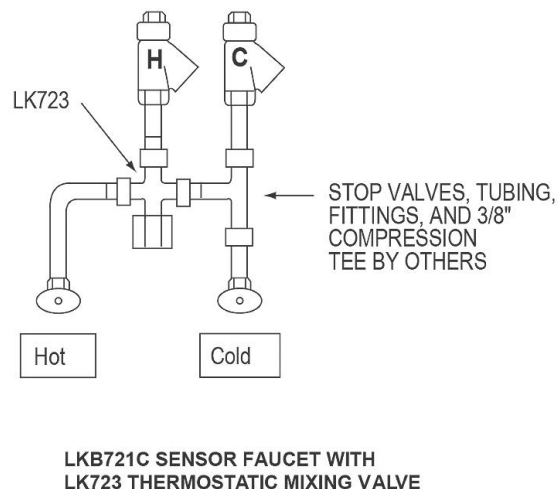 H
C
LK723
STOP VALVES, TUBING,
FITTINGS, AND 3/8"
COMPRESSION
TEE BY OTHERS
Hot
Cold
LKB721C SENSOR FAUCET WITH
LK723 THERMOSTATIC MIXING VALVE